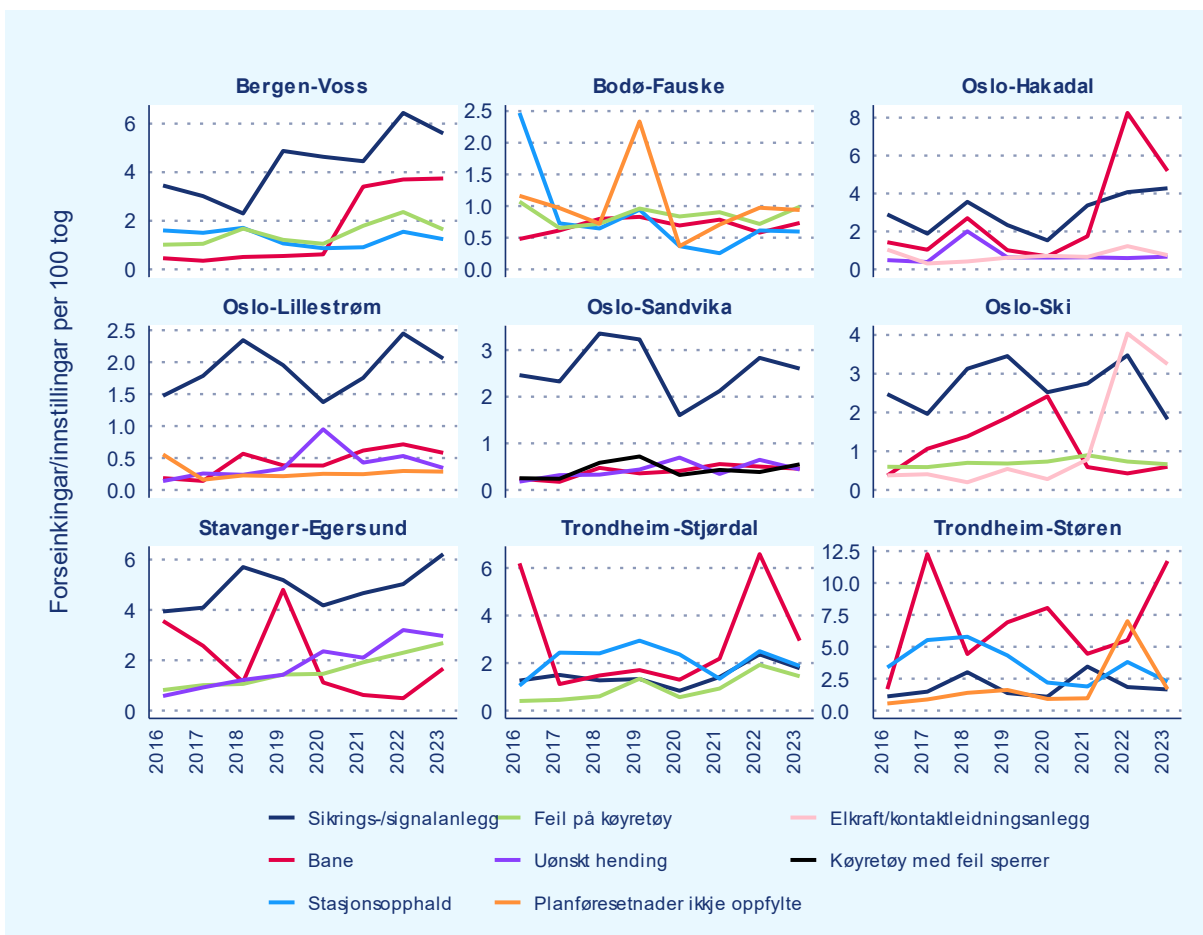 Forseinkingar/innstillingar per 100 tog
Bergen-Voss
6
4
2
0
Bodø-Fauske
2.5
2.0
1.5
1.0
0.5
0.0
Oslo-Hakadal
8
6
4
2
0
Oslo-Lillestrøm
2.5
2.0
1.5
1.0
0.5
0.0
Oslo-Sandvika
3
2
1
0
Oslo-Ski
4
3
2
1
0
Stavanger-Egersund
6
4
2
0
2016 2017 2018 2019 2020 2021 2022 2023
Trondheim-Stjørdal
6
4
2
0
2016 2017 2018 2019 2020 2021 2022 2023
Trondheim-Støren
12.5
10.0
7.5
5.0
2.5
0.0
2016 2017 2018 2019 2020 2021 2022 2023
Sikrings-/signalanlegg
Feil på køyretøy
Elkraft/kontaktleidningsanlegg
Bane
Uønskt hending
Køyretøy med feil sperrer
Stasjonsopphald
Planføresetnader ikkje oppfylte